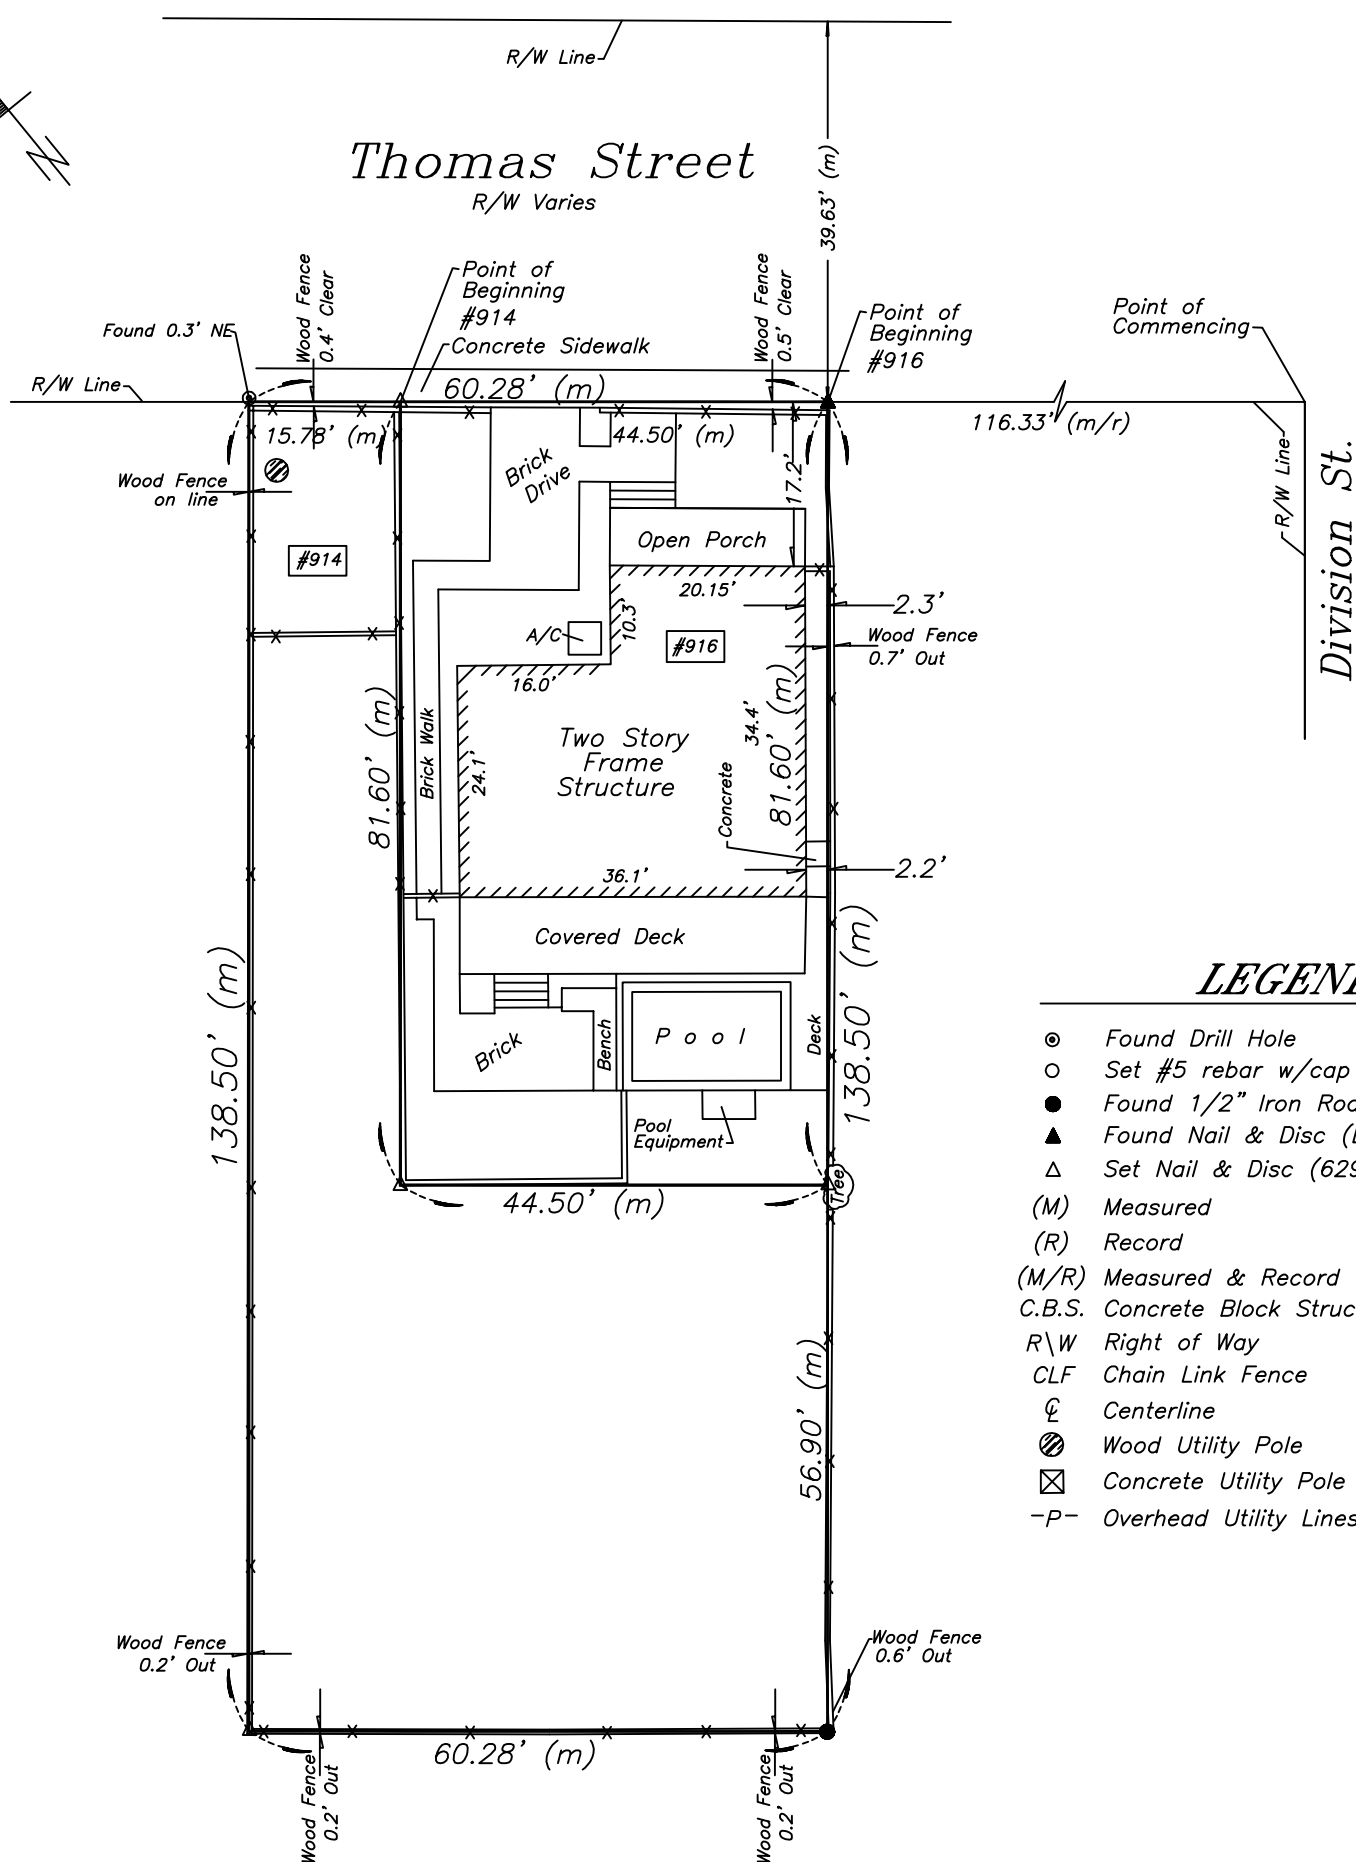 R/W Line
Thomas Street
R/W Varies
39.63' (m)
Wood Fence
0.4' Clear
Point of
Beginning
#914
Wood Fence
0.5' Clear
Point of
Beginning
#916
Point of
Commencing
Found 0.3' NE
Concrete Sidewalk
R/W Line
60.28' (m)
116.33' (m/r)
15.78' (m)
44.50' (m)
R/W Line
Division St.
Wood Fence
on line
Brick
Drive
17.2'
Open Porch
#914
20.15'
2.3'
A/C
10.3'
#916
Wood Fence
0.7' Out
16.0'
81.60' (m)
Brick Walk
24.1'
Two Story
Frame
Structure
34.4'
81.60' (m)
Concrete
36.1'
2.2'
Covered Deck
138.50' (m)
138.50' (m)
Brick
Bench
Pool
Deck
Pool
Equipment
Tree
44.50' (m)
56.90' (m)
Wood Fence
0.2' Out
Wood Fence
0.6' Out
60.28' (m)
Wood Fence
0.2' Out
Wood Fence
0.2' Out
LEGEN
Found Drill Hole
Set #5 rebar w/cap
Found 1/2" Iron Ro
Found Nail & Disc (
Set Nail & Disc (629
(M) Measured
(R) Record
(M/R) Measured & Record
C.B.S. Concrete Block Struc
R\W Right of Way
CLF Chain Link Fence
℄ Centerline
Wood Utility Pole
Concrete Utility Pole
-P- Overhead Utility Lines